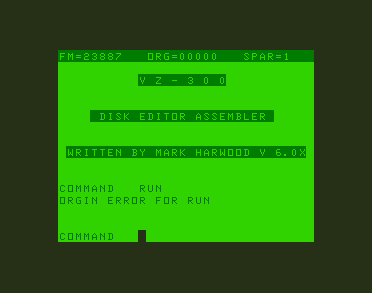 FM=23887 ORG=00000 SPAR=1
V Z - 3 0 0
DISK EDITOR ASSEMBLER
WRITTEN BY MARK HARWOOD V 6.0X
COMMAND RUN
ORGIN ERROR FOR RUN
COMMAND